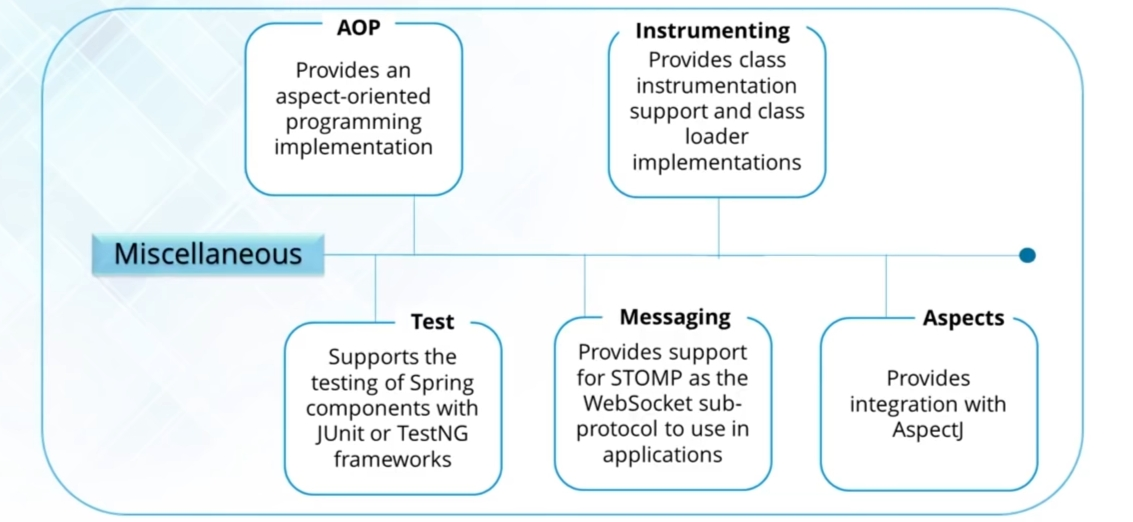 AOP
Provides an
aspect-oriented
programming
implementation
Instrumenting
Provides class
instrumentation
support and class
loader
implementations
Miscellaneous
Test
Supports the
testing of Spring
components with
JUnit or TestNG
frameworks
Messaging
Provides support
for STOMP as the
WebSocket sub-
protocol to use in
applications
Aspects
Provides
integration with
AspectJ